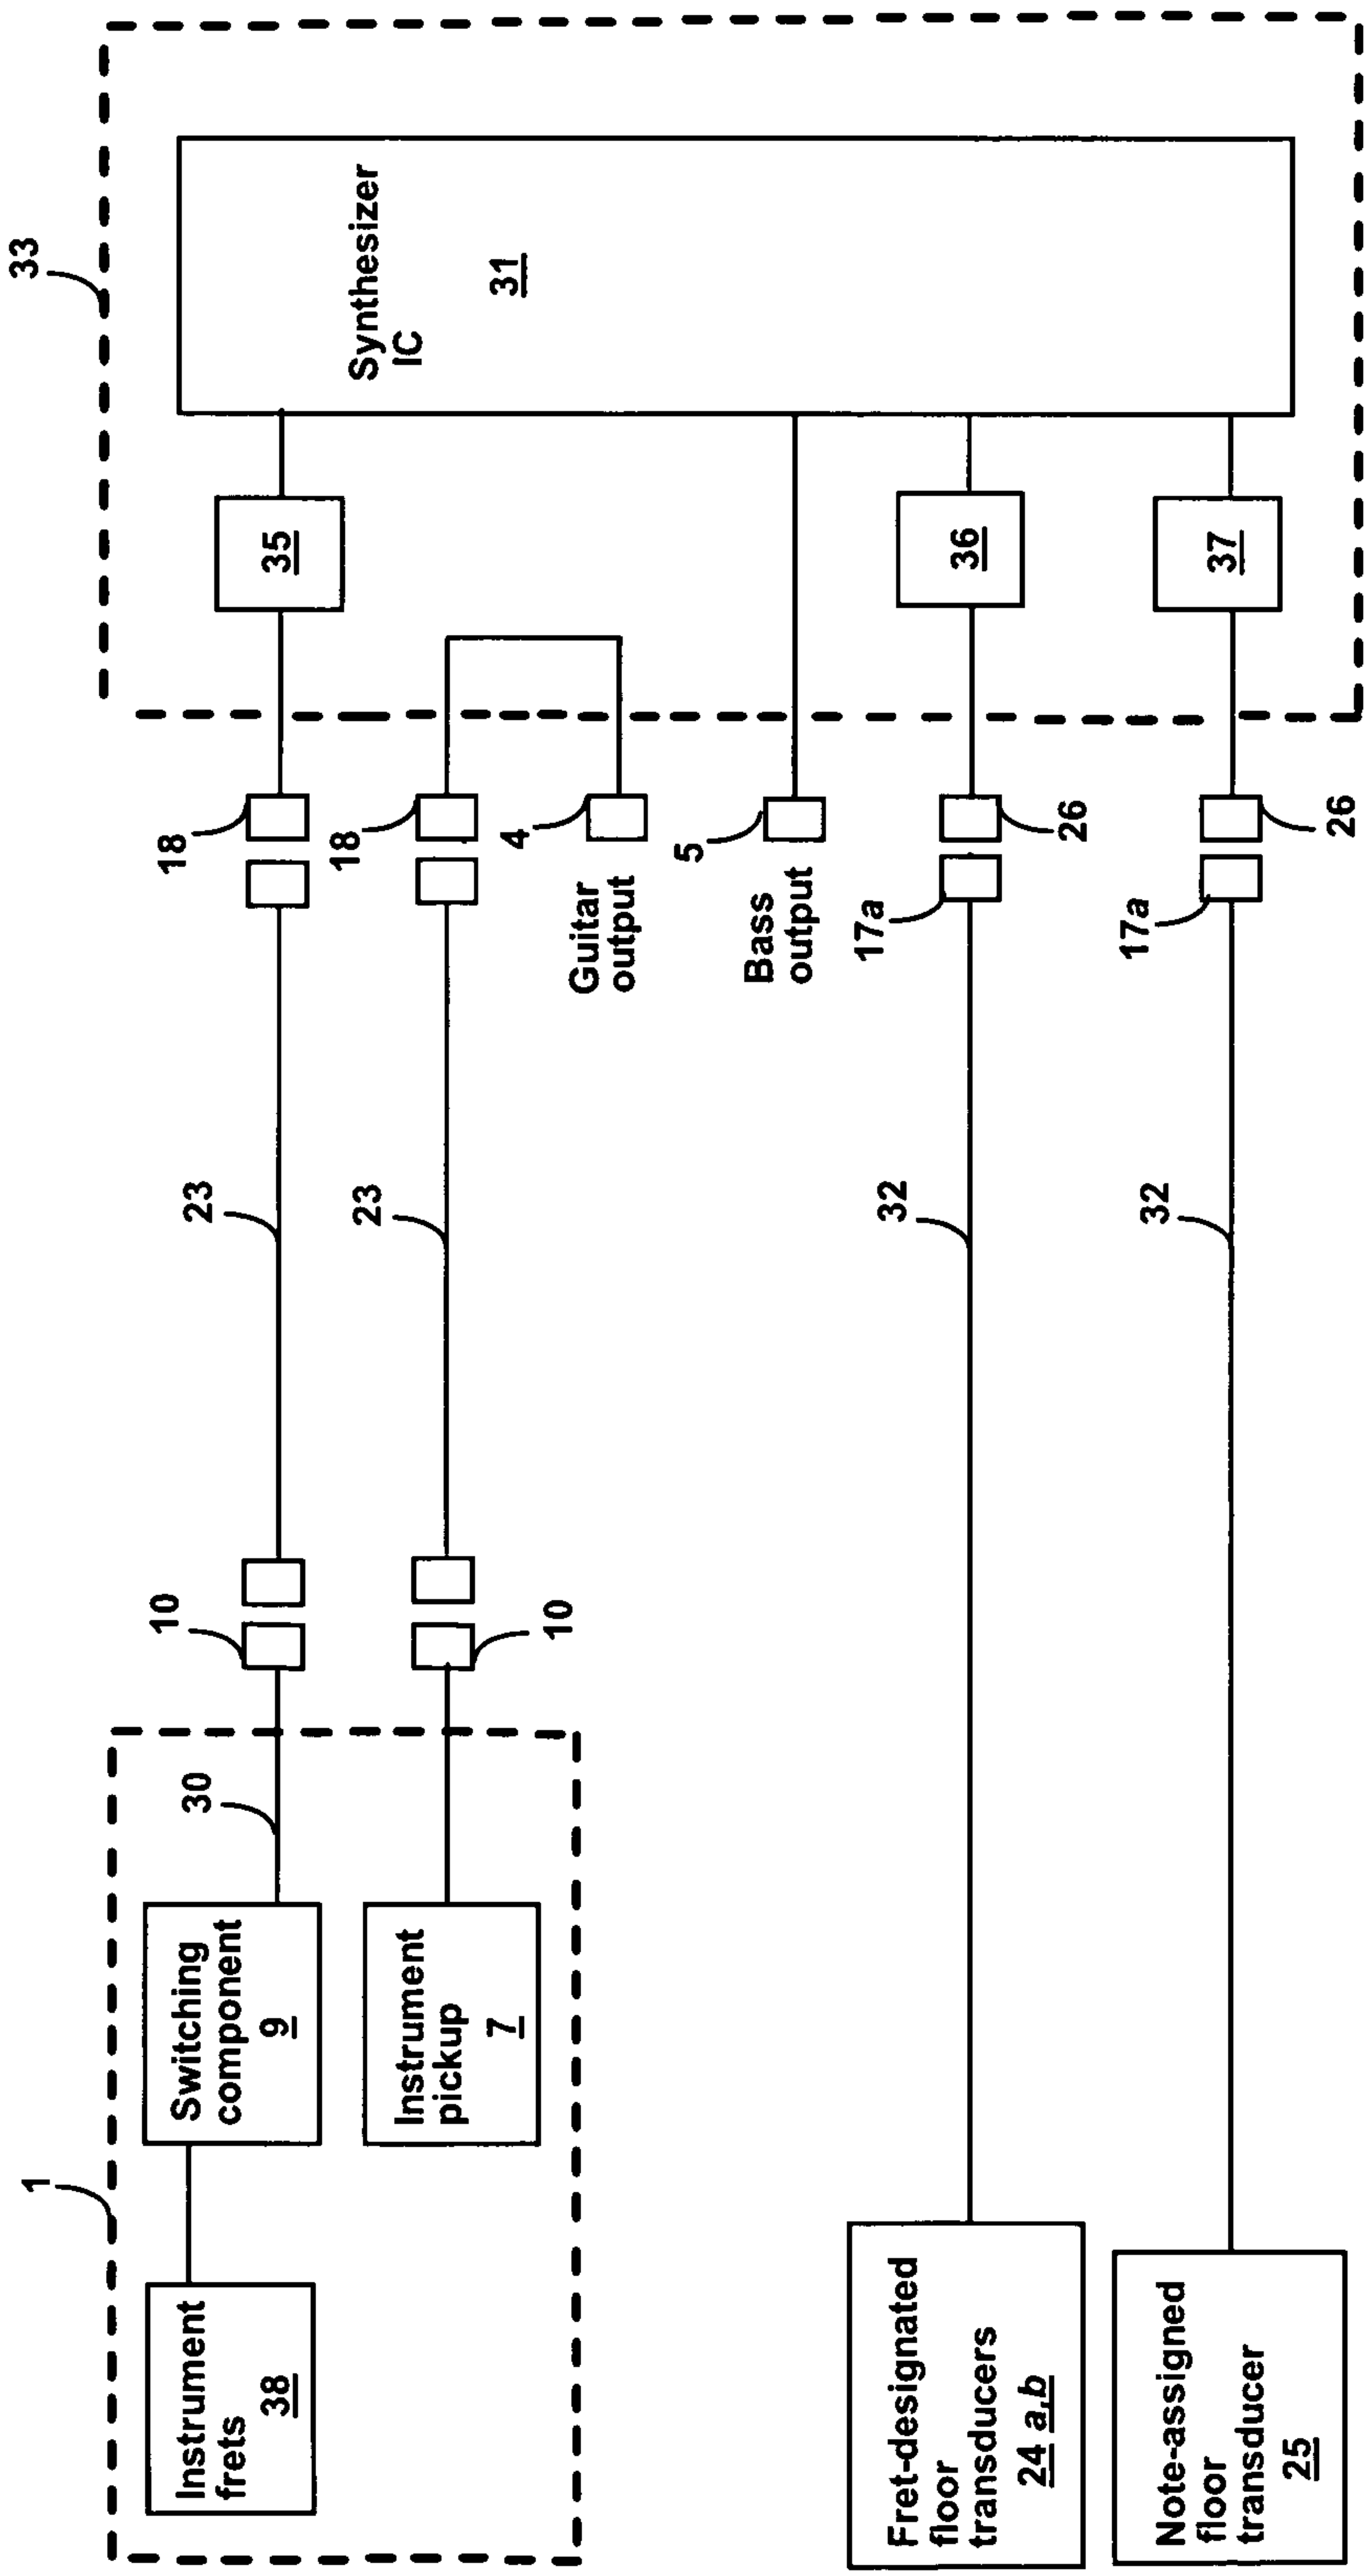 33
1
Instrument
frets
38
Switching
component
9
30
10
23
18
35
Synthesizer
IC
31
Instrument
pickup
7
10
23
18
4
Guitar
output
5
Bass
output
Fret-designated
floor
transducers
24 a,b
32
17a
26
36
Note-assigned
floor
transducer
25
32
17a
26
37